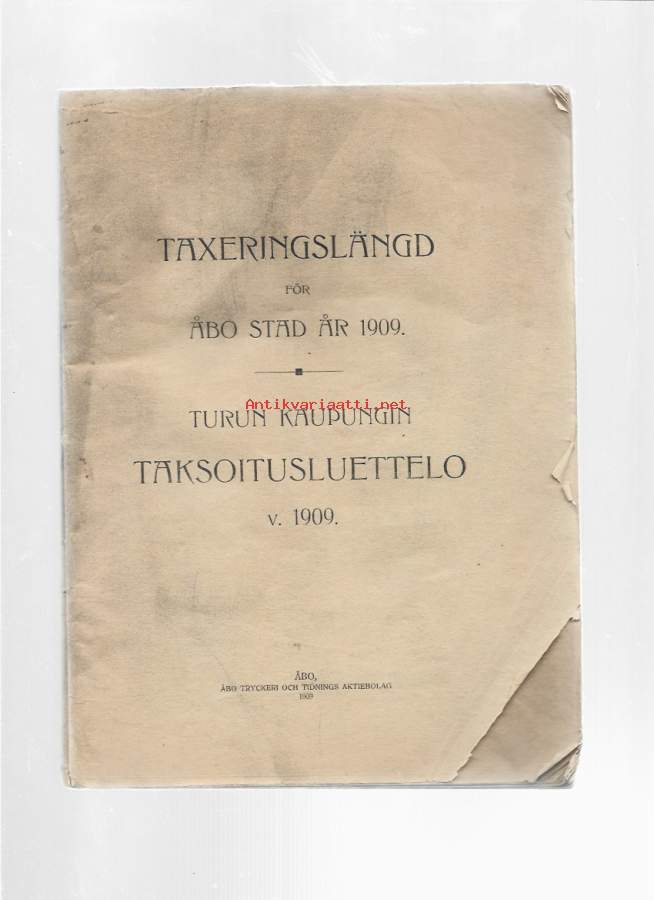 TAXERINGSLÄNGD
FÖR
ÅBO STAD ÅR 1909.
Antikvariaatti.net
TURUN KAUPUNGIN
TAKSOITUSLUETTELO
v. 1909.
ÅBO,
ÅBO TRYCKERI OCH TIDNINGS AKTIEBOLAG
1909